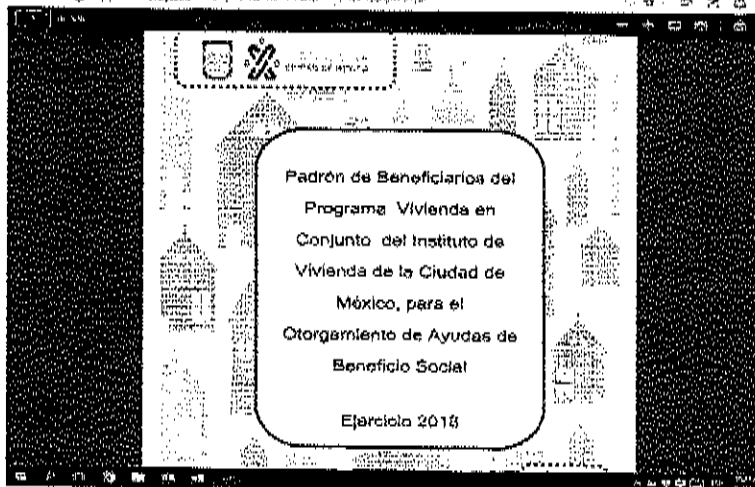 Padrón de Beneficiarios del
Programa Vivienda en
Conjunto del Instituto de
Vivienda de la Ciudad de
México, para el
Otorgamiento de Ayudas de
Beneficio Social
Ejercicio 2018